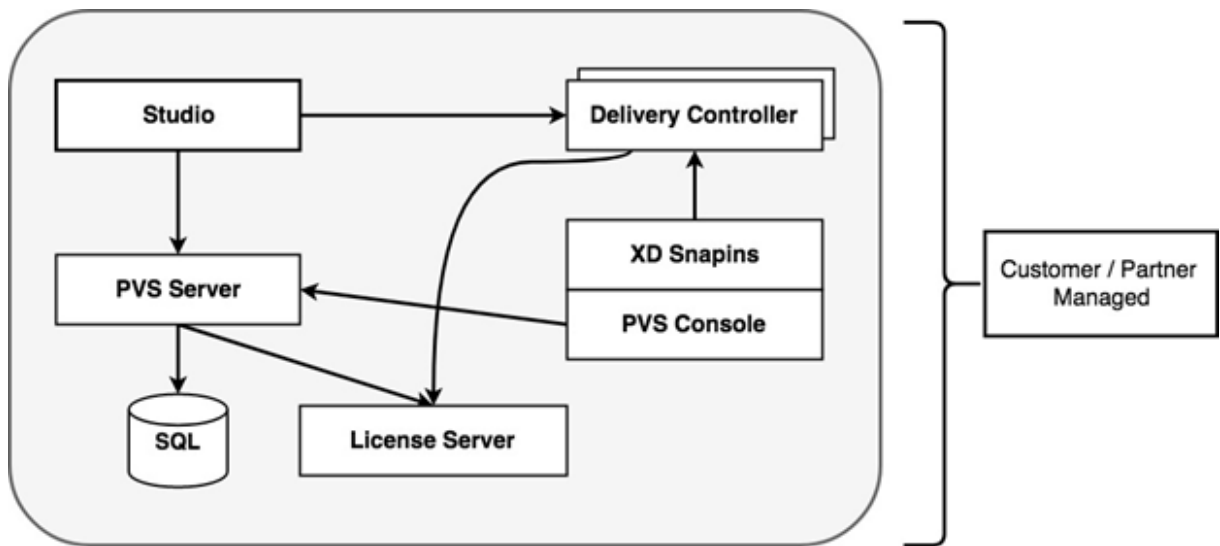 Studio
Delivery Controller
XD Snapins
PVS Server
PVS Console
SQL
License Server
Customer / Partner
Managed